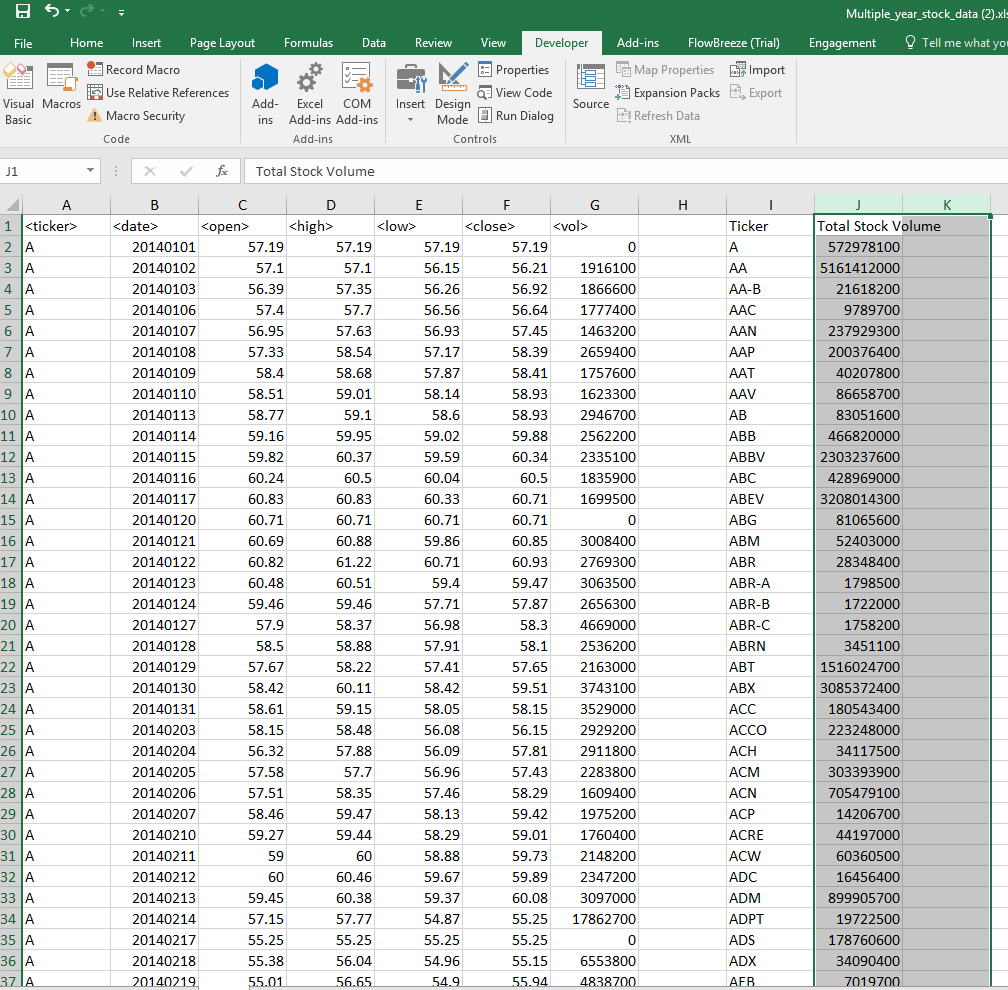 Multiple_year_stock_data (2).xls
File Home Insert Page Layout Formulas Data Review View Developer Add-ins FlowBreeze (Trial) Engagement Tell me what you
Visual Basic
Macros
Record Macro
Use Relative References
Macro Security
Code
Add-ins
Excel Add-ins
COM Add-ins
Add-ins
Insert
Design Mode
Properties
View Code
Run Dialog
Controls
Source
Map Properties
Expansion Packs
Refresh Data
Import
Export
XML
J1 fx Total Stock Volume
A B C D E F G H I J K
1 <ticker> <date> <open> <high> <low> <close> <vol> Ticker Total Stock Volume
2 A 20140101 57.19 57.19 57.19 57.19 0 A 572978100
3 A 20140102 57.1 57.1 56.15 56.21 1916100 AA 5161412000
4 A 20140103 56.39 57.35 56.26 56.92 1866600 AA-B 21618200
5 A 20140106 57.4 57.7 56.56 56.64 1777400 AAC 9789700
6 A 20140107 56.95 57.63 56.93 57.45 1463200 AAN 237929300
7 A 20140108 57.33 58.54 57.17 58.39 2659400 AAP 200376400
8 A 20140109 58.4 58.68 57.87 58.41 1757600 AAT 40207800
9 A 20140110 58.51 59.01 58.14 58.93 1623300 AAV 86658700
10 A 20140113 58.77 59.1 58.6 58.93 2946700 AB 83051600
11 A 20140114 59.16 59.95 59.02 59.88 2562200 ABB 466820000
12 A 20140115 59.82 60.37 59.59 60.34 2335100 ABBV 2303237600
13 A 20140116 60.24 60.5 60.04 60.5 1835900 ABC 428969000
14 A 20140117 60.83 60.83 60.33 60.71 1699500 ABEV 3208014300
15 A 20140120 60.71 60.71 60.71 60.71 0 ABG 81065600
16 A 20140121 60.69 60.88 59.86 60.85 3008400 ABM 52403000
17 A 20140122 60.82 61.22 60.71 60.93 2769300 ABR 28348400
18 A 20140123 60.48 60.51 59.4 59.47 3063500 ABR-A 1798500
19 A 20140124 59.46 59.46 57.71 57.87 2656300 ABR-B 1722000
20 A 20140127 57.9 58.37 56.98 58.3 4669000 ABR-C 1758200
21 A 20140128 58.5 58.88 57.91 58.1 2536200 ABRN 3451100
22 A 20140129 57.67 58.22 57.41 57.65 2163000 ABT 1516024700
23 A 20140130 58.42 60.11 58.42 59.51 3743100 ABX 3085372400
24 A 20140131 58.61 59.15 58.05 58.15 3529000 ACC 180543400
25 A 20140203 58.15 58.48 56.08 56.15 2929200 ACCO 223248000
26 A 20140204 56.32 57.88 56.09 57.81 2911800 ACH 34117500
27 A 20140205 57.58 57.7 56.96 57.43 2283800 ACM 303393900
28 A 20140206 57.51 58.35 57.46 58.29 1609400 ACN 705479100
29 A 20140207 58.46 59.47 58.13 59.42 1975200 ACP 14206700
30 A 20140210 59.27 59.44 58.29 59.01 1760400 ACRE 44197000
31 A 20140211 59 60 58.88 59.73 2148200 ACW 60360500
32 A 20140212 60 60.46 59.67 59.89 2347200 ADC 16456400
33 A 20140213 59.45 60.38 59.37 60.08 3097000 ADM 899905700
34 A 20140214 57.15 57.77 54.87 55.25 17862700 ADPT 19722500
35 A 20140217 55.25 55.25 55.25 55.25 0 ADS 178760600
36 A 20140218 55.38 56.04 54.96 55.15 6553800 ADX 34090400
37 A 20140219 55.01 56.65 54.9 55.94 4838700 AEB 7019700